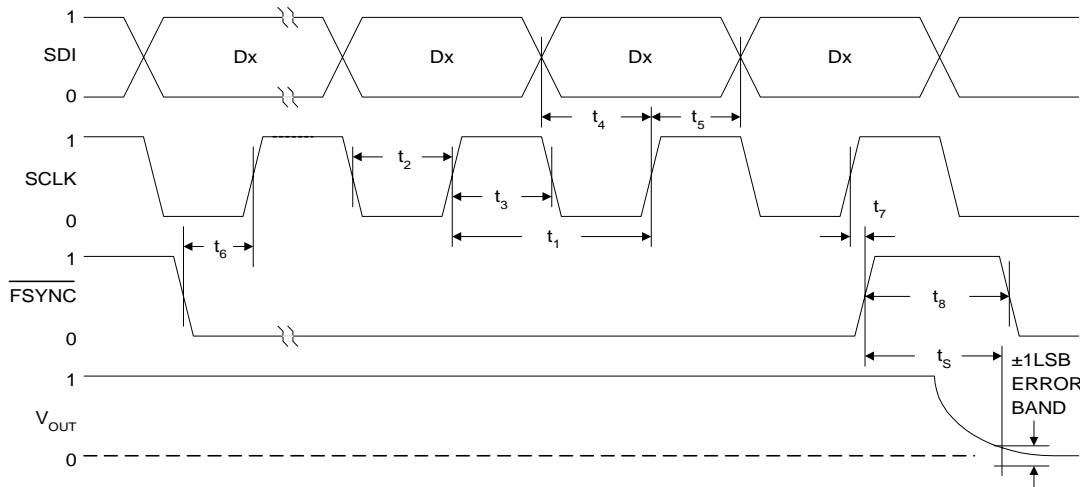 1
SDI
Dx
Dx
Dx
Dx
0
t4
t5
1
SCLK
0
t2
t3
t1
t6
t7
1
FSYNC
0
t8
tS
1
VOUT
0
±1LSB
ERROR
BAND